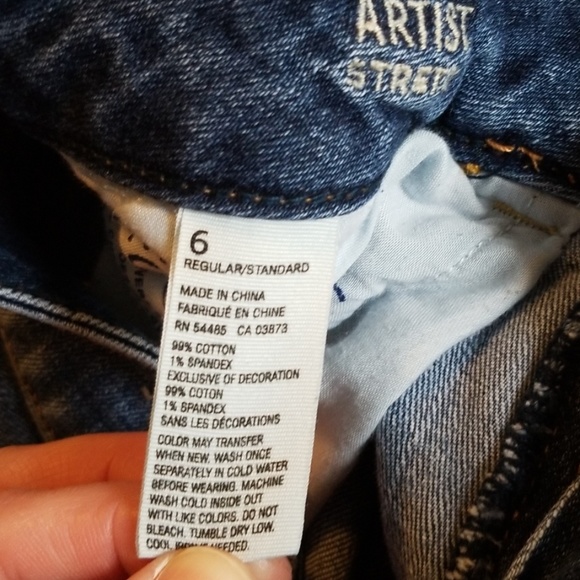 ARTIST
STRET
6
REGULAR/STANDARD
MADE IN CHINA
FABRIQUÉ EN CHINE
RN 54485 CA 03873
99% COTTON
1% SPANDEX
EXCLUSIVE OF DECORATION
99% COTON
1% SPANDEX
SANS LES DÉCORATIONS
COLOR MAY TRANSFER
WHEN NEW. WASH ONCE
SEPARATELY IN COLD WATER
BEFORE WEARING. MACHINE
WASH COLD INSIDE OUT
WITH LIKE COLORS. DO NOT
BLEACH. TUMBLE DRY LOW.
COOL IRON IF NEEDED.